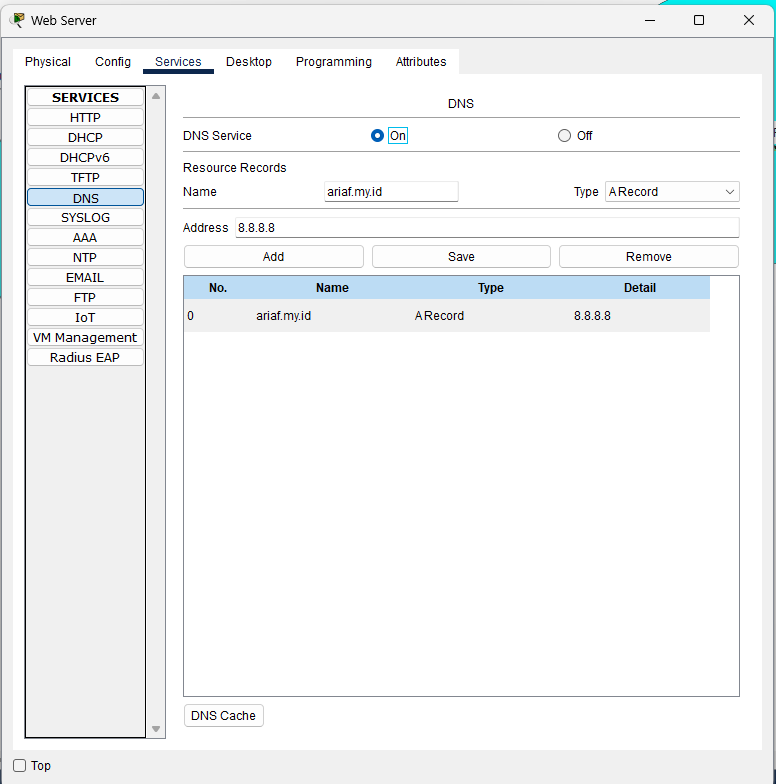 Web Server
Physical Config Services Desktop Programming Attributes
SERVICES
HTTP
DHCP
DHCPv6
TFTP
DNS
SYSLOG
AAA
NTP
EMAIL
FTP
IoT
VM Management
Radius EAP
DNS
DNS Service On Off
Resource Records
Name ariaf.my.id Type A Record
Address 8.8.8.8
Add Save Remove
No. Name Type Detail
0 ariaf.my.id A Record 8.8.8.8
DNS Cache
Top